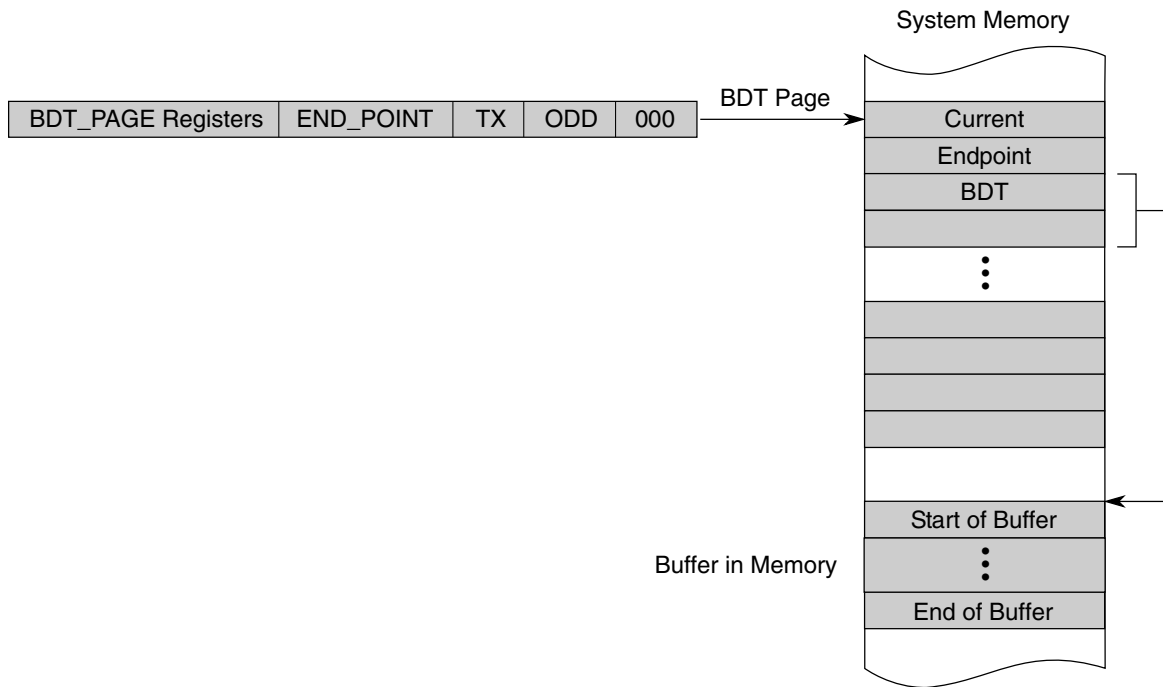 System Memory
BDT_PAGE Registers END_POINT TX ODD 000
BDT Page
Current
Endpoint
BDT
Start of Buffer
Buffer in Memory
End of Buffer